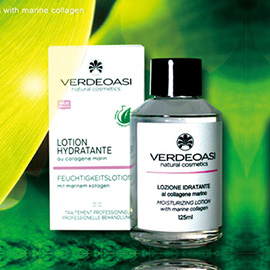 with marine collagen.
VERDEOASI
natural cosmetics
LOTION
HYDRATANTE
au collagene marin
FEUCHTIGKEITSLOTION
mit marinem kollagen
TRAITEMENT PROFESSIONNEL
PROFESSIONELLE BEHANDLUNG
VERDEOASI
natural cosmetics
LOZIONE IDRATANTE
al collagene marino
MOISTURIZING LOTION
with marine collagen
125ml